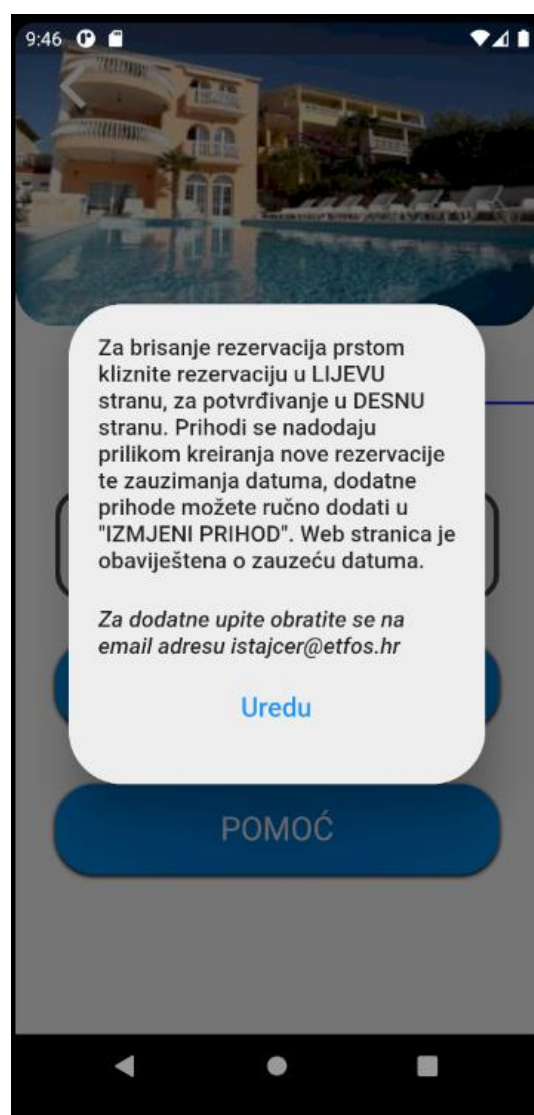 9:46
Za brisanje rezervacija prstom
kliznite rezervaciju u LIJEVU
stranu, za potvrđivanje u DESNU
stranu. Prihodi se nadodaju
prilikom kreiranja nove rezervacije
te zauzimanja datuma, dodatne
prihode možete ručno dodati u
"IZMJENI PRIHOD". Web stranica je
obaviještena o zauzeću datuma.
Za dodatne upite obratite se na
email adresu istajcer@etfos.hr
Uredu
POMOĆ